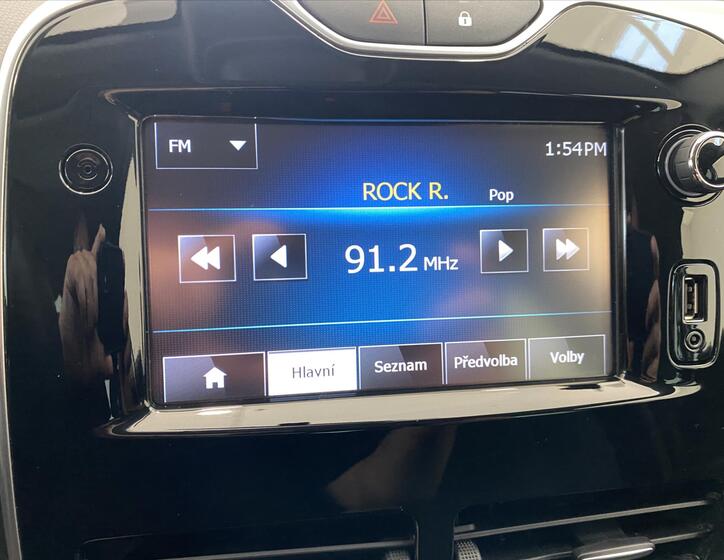 FM
1:54PM
ROCK R.
Pop
91.2 MHz
Hlavní
Seznam
Předvolba
Volby